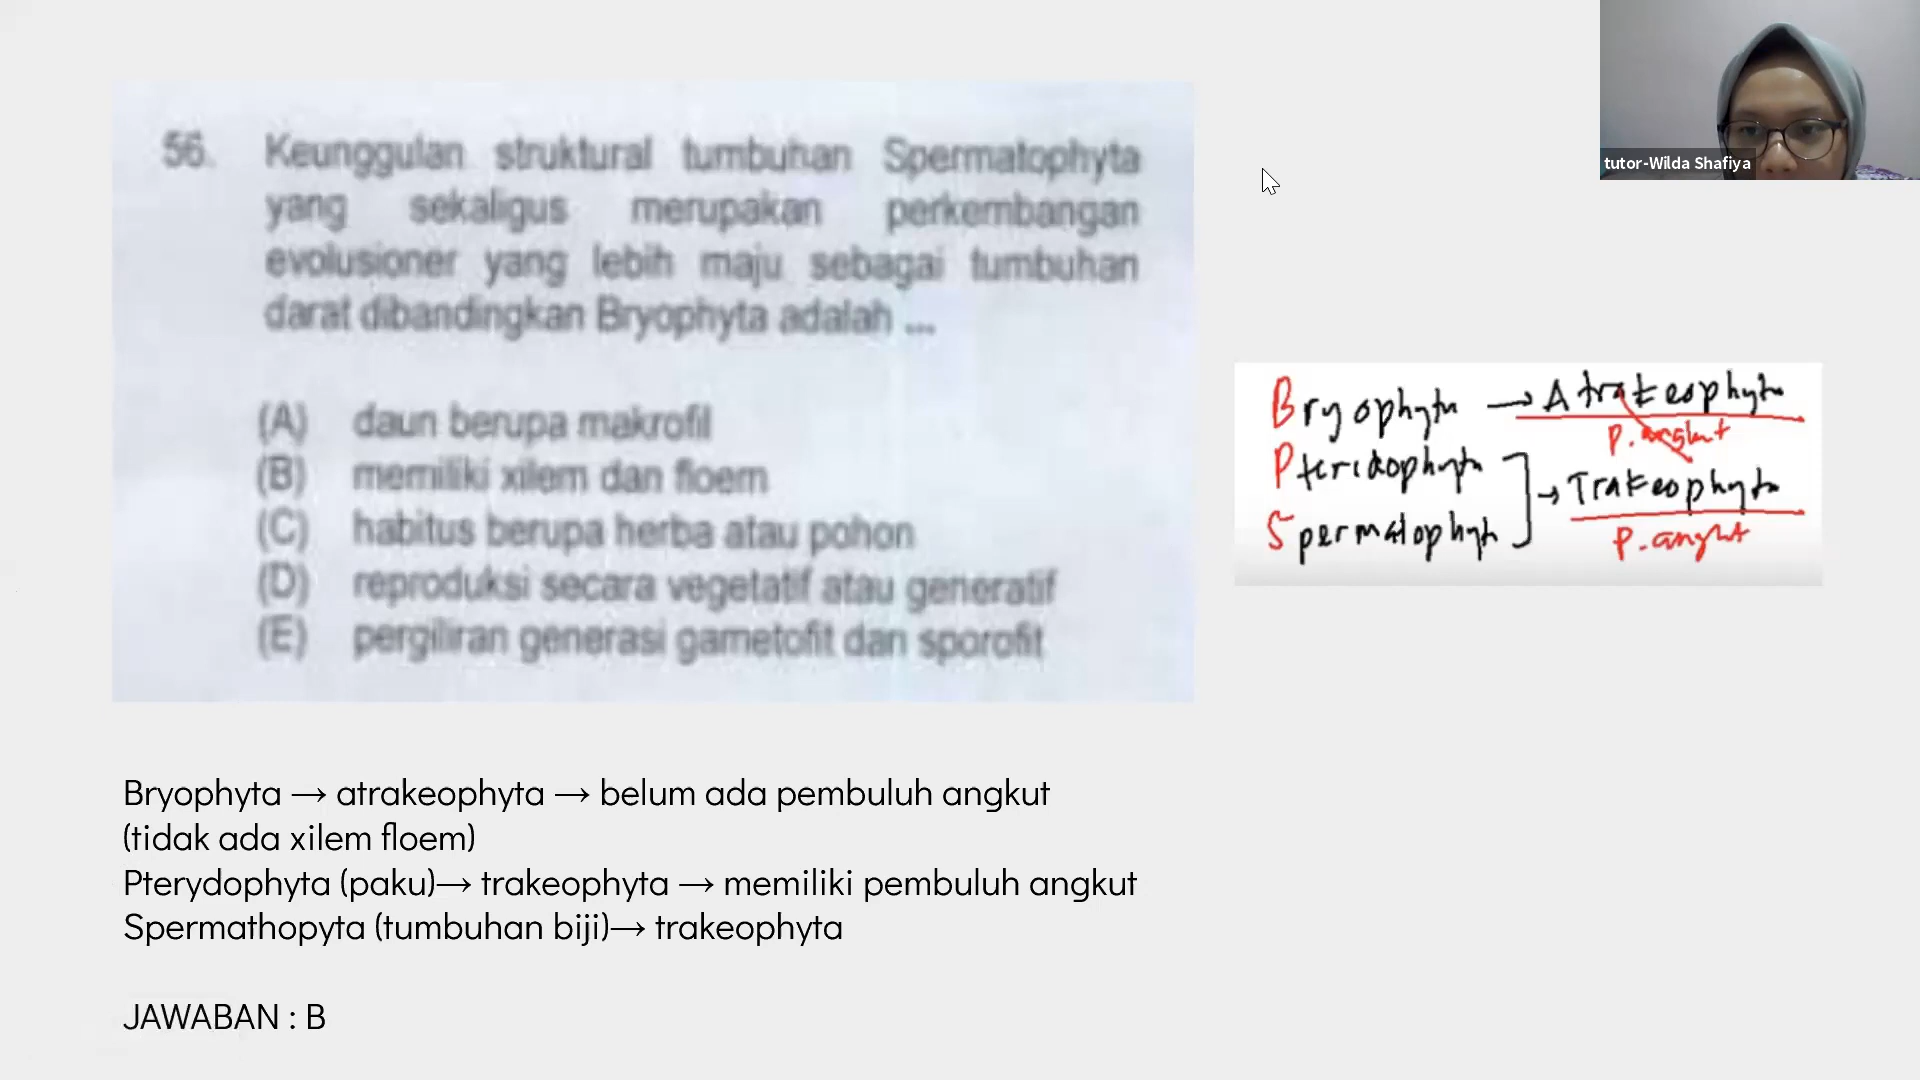 56. Keunggulan struktural tumbuhan Spermatophyta
yang sekaligus merupakan perkembangan
evolusioner yang lebih maju sebagai tumbuhan
darat dibandingkan Bryophyta adalah ...
(A) daun berupa makrofil
(B) memiliki xilem dan floem
(C) habitus berupa herba atau pohon
(D) reproduksi secara vegetatif atau generatif
(E) pergiliran generasi gametofit dan sporofit
tutor-Wilda Shafiya
Bryophyta → Atrakeophyta
P. angkut
Pteridophyta
→ Trakeophyta
Spermatophyta
P. angkut
Bryophyta → atrakeophyta → belum ada pembuluh angkut
(tidak ada xilem floem)
Pterydophyta (paku)→ trakeophyta → memiliki pembuluh angkut
Spermathopyta (tumbuhan biji)→ trakeophyta
JAWABAN : B